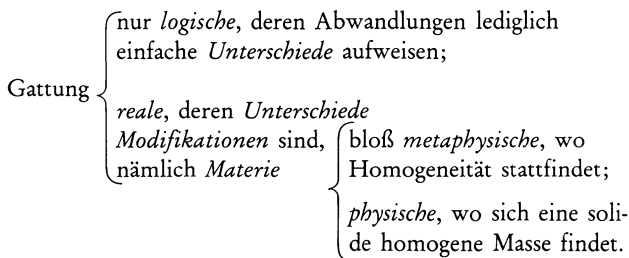 nur logische, deren Abwandlungen lediglich
einfache Unterschiede aufweisen;
Gattung
reale, deren Unterschiede
Modifikationen sind,
nämlich Materie
bloß metaphysische, wo
Homogeneität stattfindet;
physische, wo sich eine soli-
de homogene Masse findet.